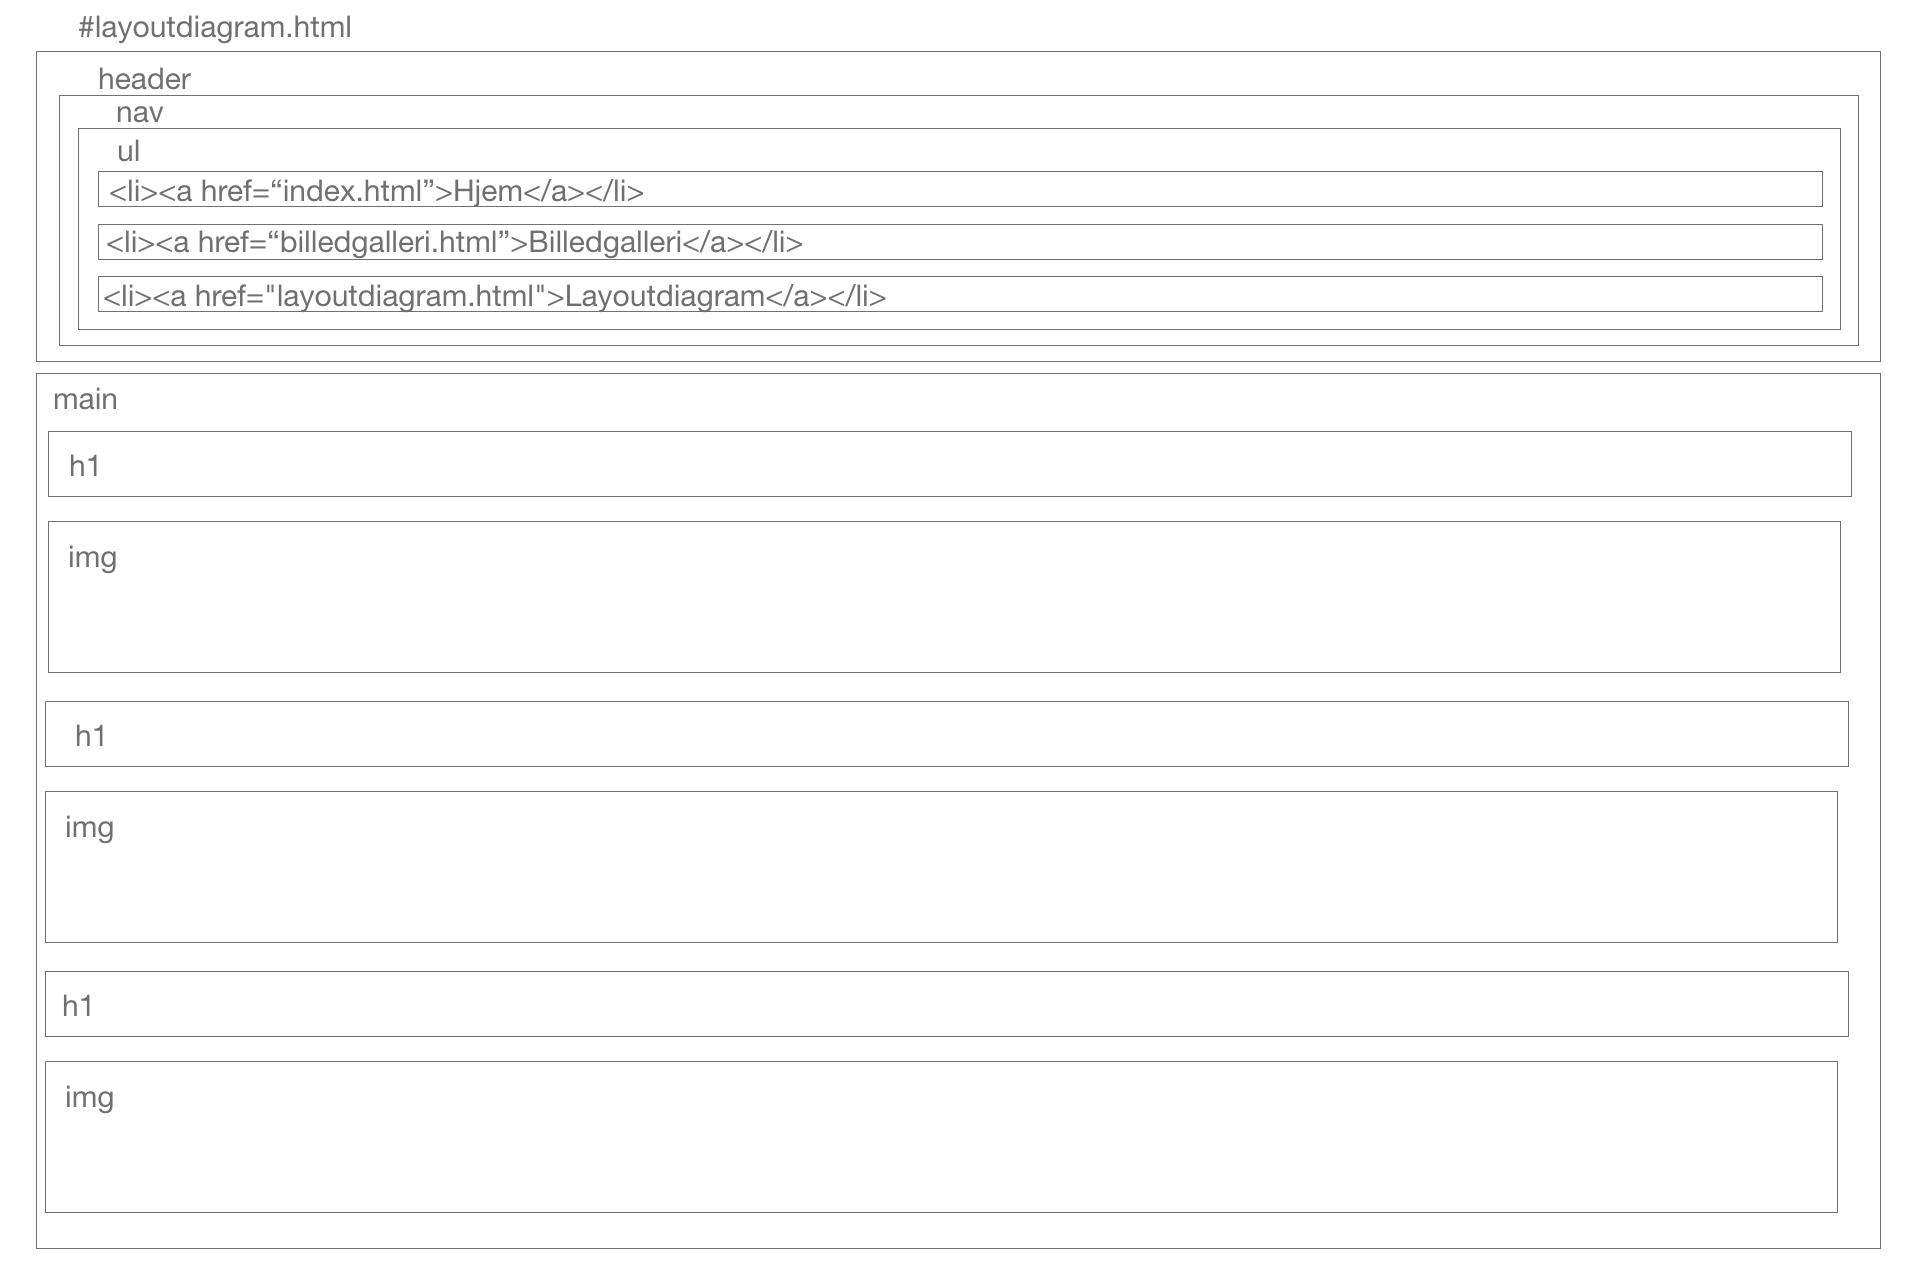 #layoutdiagram.html
header
nav
ul
<li><a href=“index.html”>Hjem</a></li>
<li><a href=“billedgalleri.html”>Billedgalleri</a></li>
<li><a href="layoutdiagram.html">Layoutdiagram</a></li>
main
h1
img
h1
img
h1
img